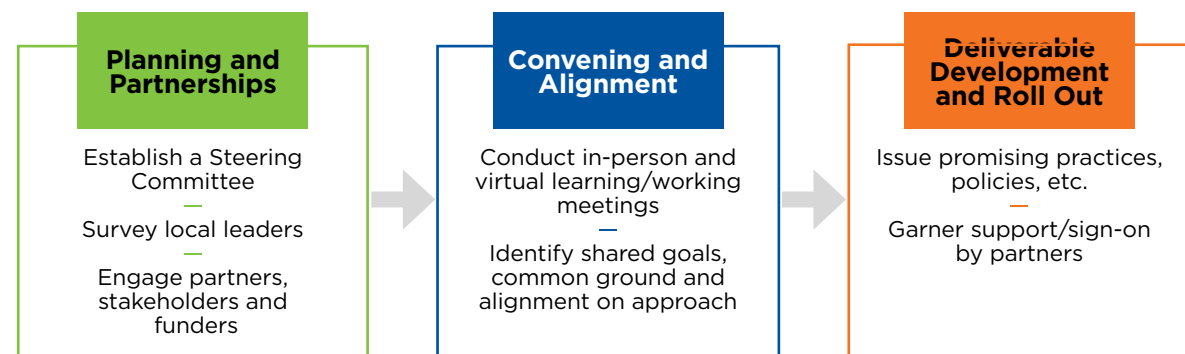 Planning and
Partnerships
Establish a Steering
Committee
Survey local leaders
Engage partners,
stakeholders and
funders
Convening and
Alignment
Conduct in-person and
virtual learning/working
meetings
Identify shared goals,
common ground and
alignment on approach
Deliverable
Development
and Roll Out
Issue promising practices,
policies, etc.
Garner support/sign-on
by partners